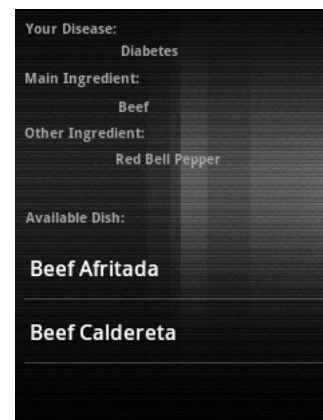 Your Disease:
Diabetes
Main Ingredient:
Beef
Other Ingredient:
Red Bell Pepper
Available Dish:
Beef Afritada
Beef Caldereta